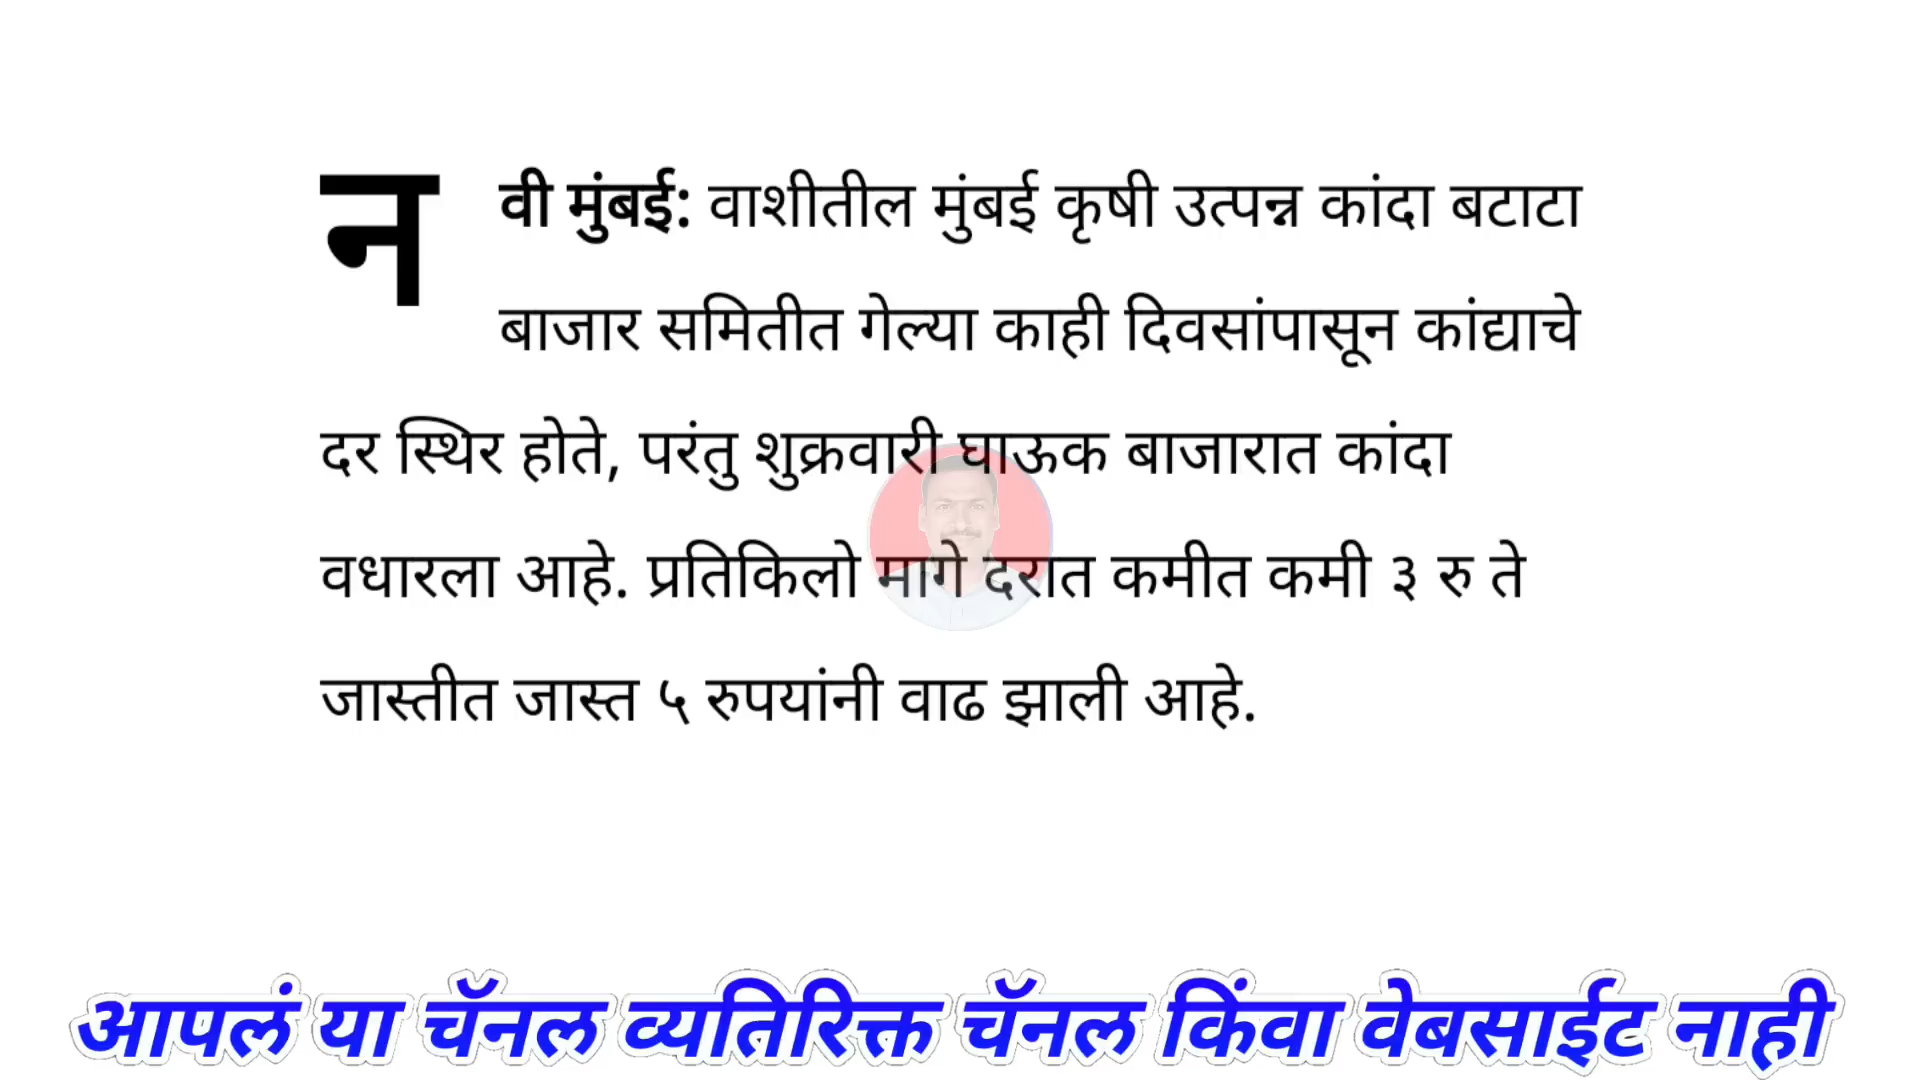 नवी मुंबई: वाशीतील मुंबई कृषी उत्पन्न कांदा बटाटा
बाजार समितीत गेल्या काही दिवसांपासून कांद्याचे
दर स्थिर होते, परंतु शुक्रवारी घाऊक बाजारात कांदा
वधारला आहे. प्रतिकिलो मागे दरात कमीत कमी ३ रु ते
जास्तीत जास्त ५ रुपयांनी वाढ झाली आहे.
आपलं या चॅनल व्यतिरिक्त चॅनल किंवा वेबसाईट नाही